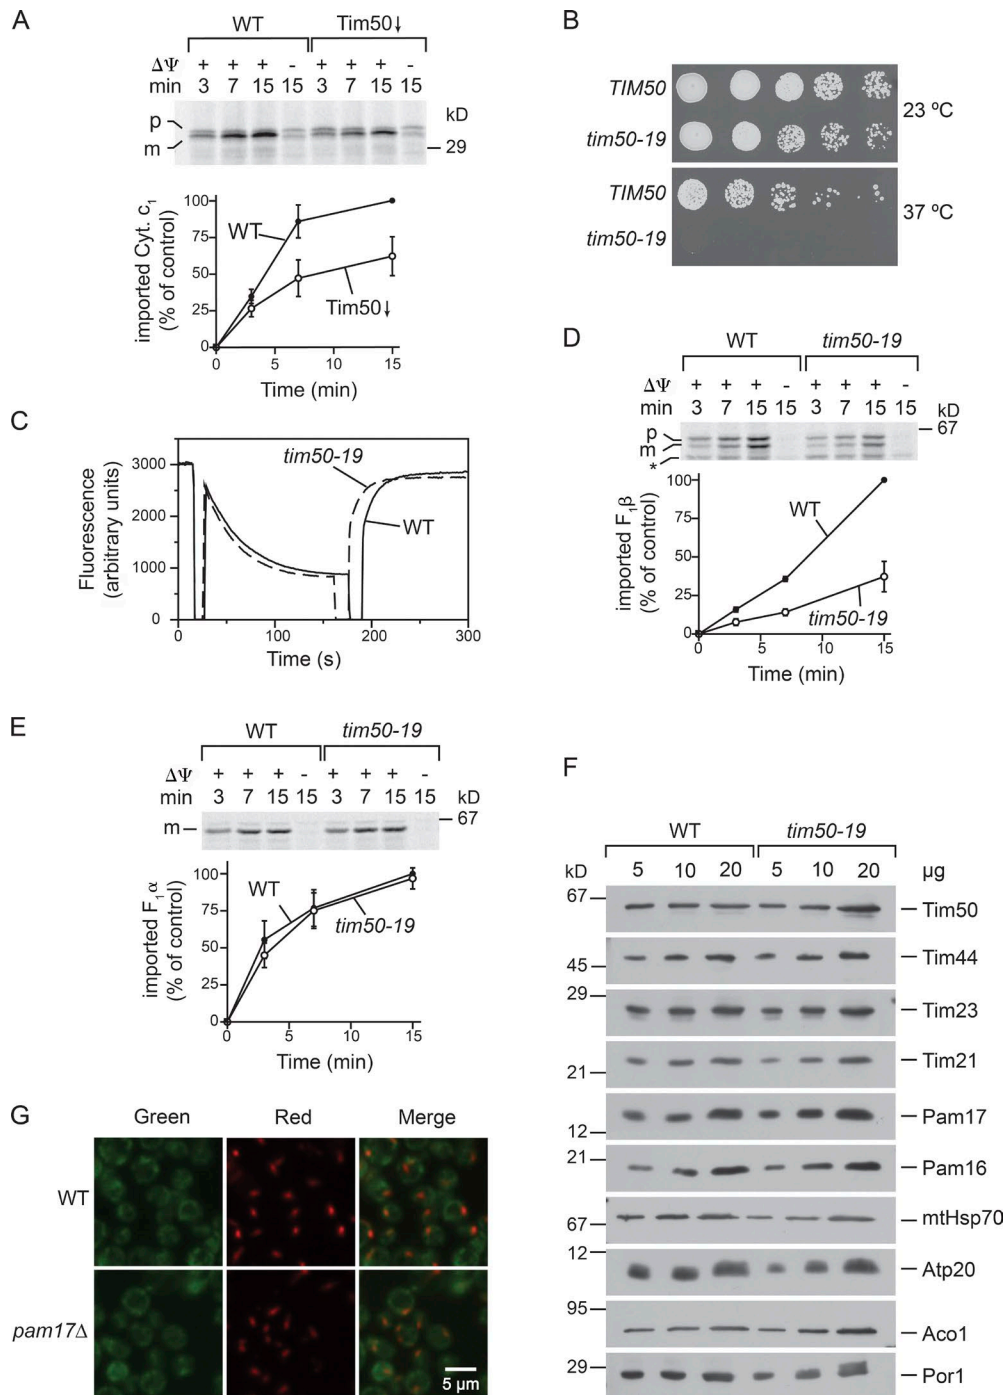 A
WT Tim50↓
ΔΨ + + + - + + + -
min 3 7 15 15 3 7 15 15 kD
p
m
29
imported Cyt. c₁
(% of control)
100
75
50
25
0
WT
Tim50↓
0 5 10 15
Time (min)
B
TIM50
tim50-19
23 ºC
TIM50
tim50-19
37 ºC
C
Fluorescence
(arbitrary units)
3000
2000
1000
0
tim50-19
WT
0 100 200 300
Time (s)
D
WT tim50-19
ΔΨ + + + - + + + -
min 3 7 15 15 3 7 15 15 kD
67
p
m
*
imported F₁β
(% of control)
100
75
50
25
0
WT
tim50-19
0 5 10 15
Time (min)
E
WT tim50-19
ΔΨ + + + - + + + -
min 3 7 15 15 3 7 15 15 kD
67
m
imported F₁α
(% of control)
100
75
50
25
0
WT
tim50-19
0 5 10 15
Time (min)
F
WT tim50-19
kD 5 10 20 5 10 20 µg
67 Tim50
45 Tim44
29 Tim23
21 Tim21
12 Pam17
21 Pam16
67 mtHsp70
12 Atp20
95 Aco1
29 Por1
G
Green Red Merge
WT
pam17Δ
5 µm